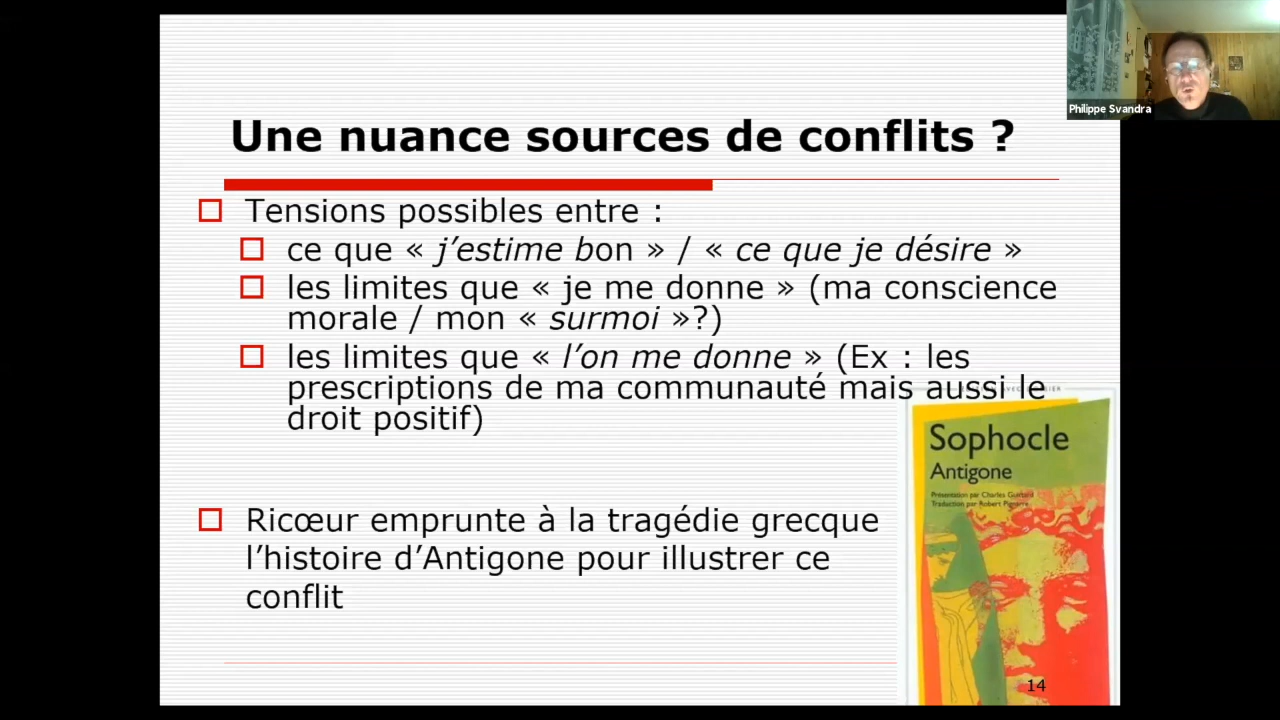 Philippe Svandra
Une nuance sources de conflits ?
Tensions possibles entre :
ce que « j’estime bon » / « ce que je désire »
les limites que « je me donne » (ma conscience
morale / mon « surmoi »?)
les limites que « l’on me donne » (Ex : les
prescriptions de ma communauté mais aussi le
droit positif)
Ricœur emprunte à la tragédie grecque
l’histoire d’Antigone pour illustrer ce
conflit
Sophocle
Antigone
Présentation par Charles Guittard
Traduction par Robert Pignarre
14